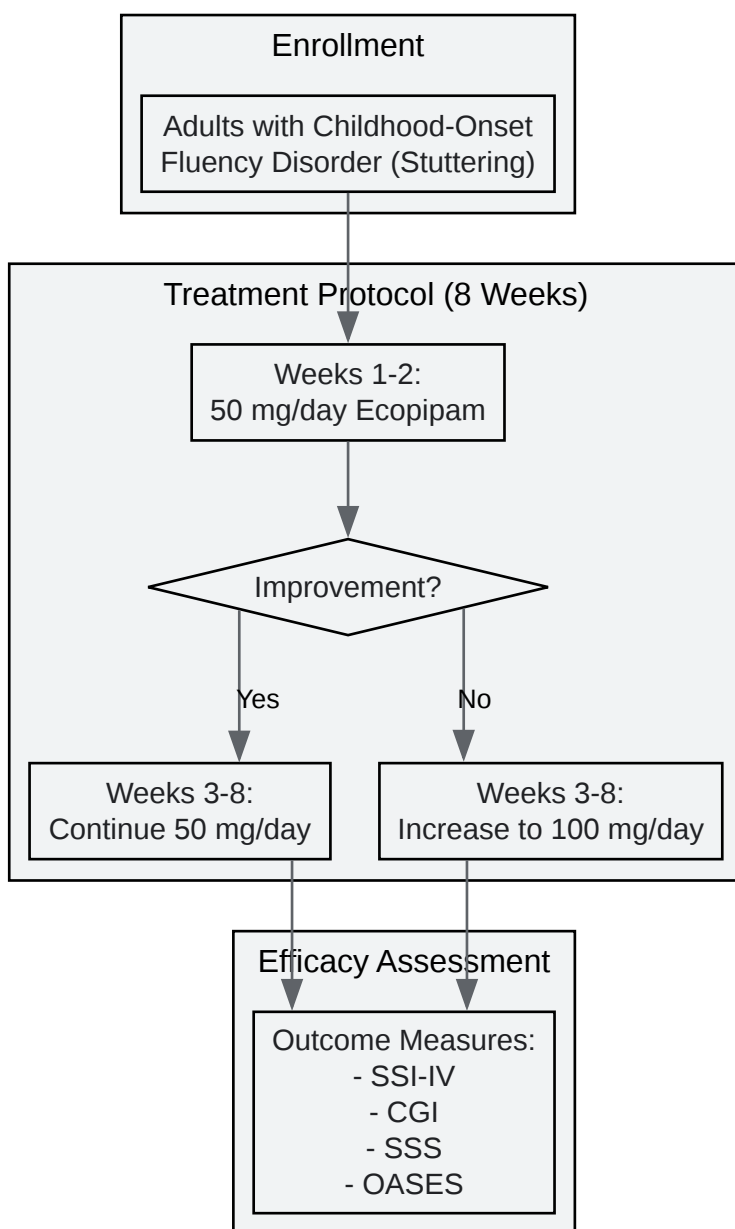 Enrollment
Adults with Childhood-Onset
Fluency Disorder (Stuttering)
Treatment Protocol (8 Weeks)
Weeks 1-2:
50 mg/day Ecopipam
Improvement?
Yes
No
Weeks 3-8:
Continue 50 mg/day
Weeks 3-8:
Increase to 100 mg/day
Efficacy Assessment
Outcome Measures:
- SSI-IV
- CGI
- SSS
- OASES